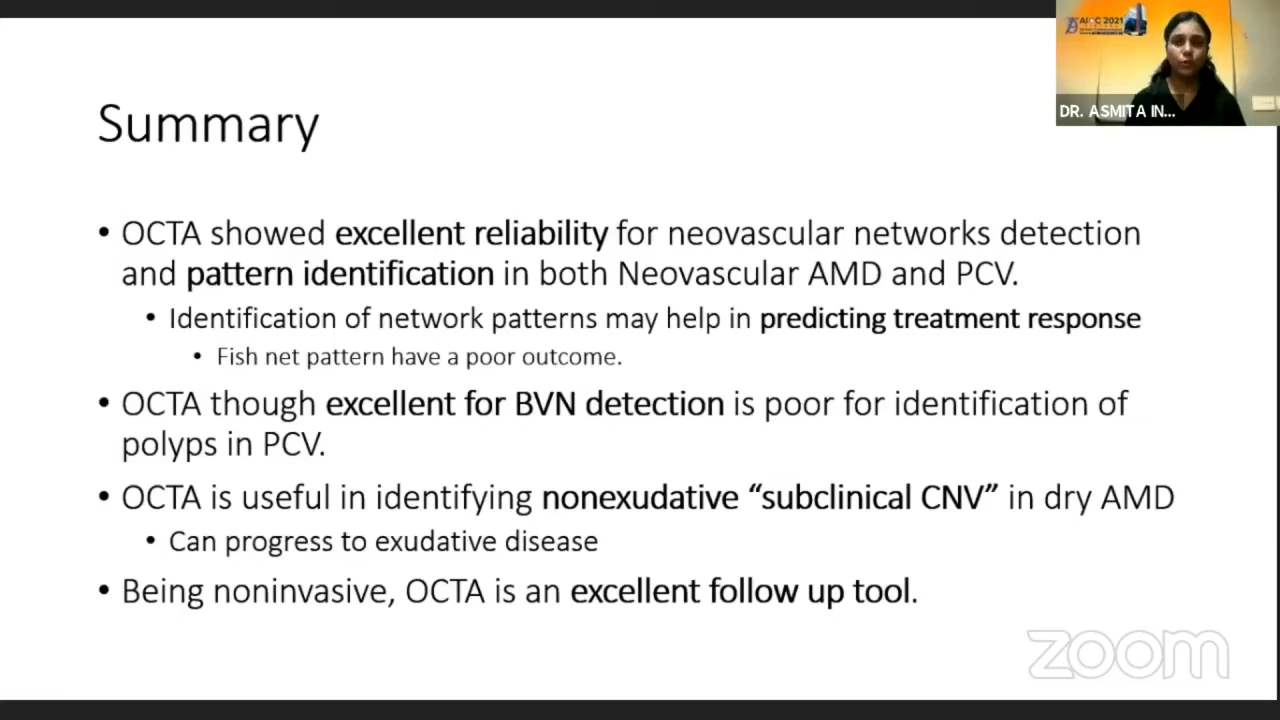 AIOC 2021
DR. ASMITA IN...
Summary
• OCTA showed excellent reliability for neovascular networks detection
and pattern identification in both Neovascular AMD and PCV.
• Identification of network patterns may help in predicting treatment response
• Fish net pattern have a poor outcome.
• OCTA though excellent for BVN detection is poor for identification of
polyps in PCV.
• OCTA is useful in identifying nonexudative “subclinical CNV” in dry AMD
• Can progress to exudative disease
• Being noninvasive, OCTA is an excellent follow up tool.
zoom